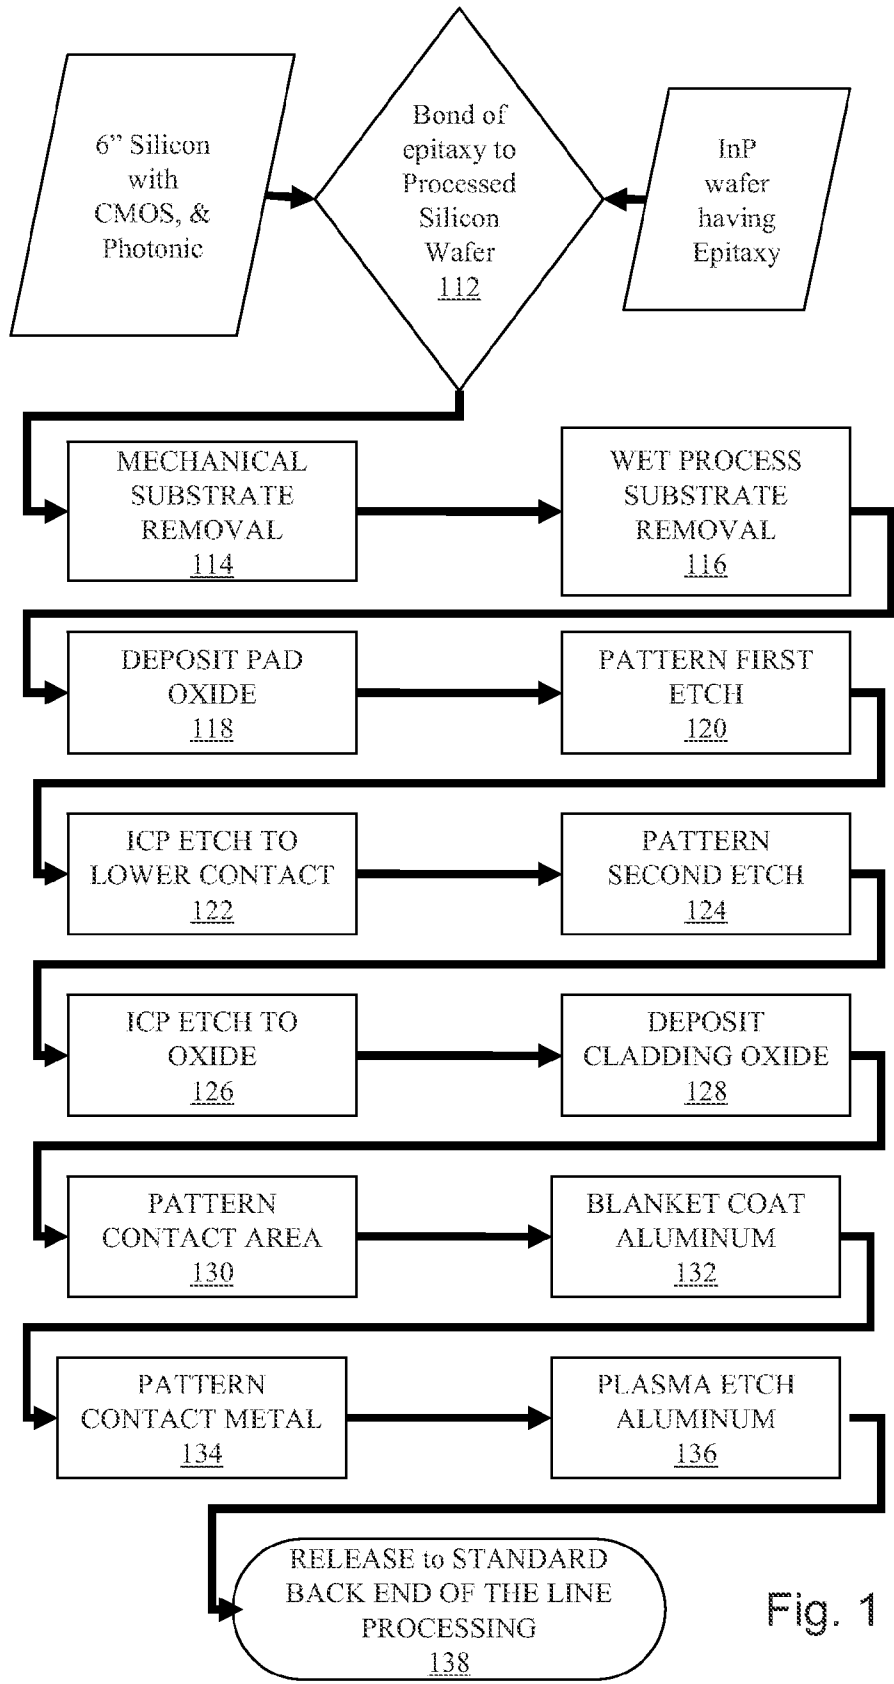 6” Silicon
with
CMOS, &
Photonic
Bond of
epitaxy to
Processed
Silicon
Wafer
112
InP
wafer
having
Epitaxy
MECHANICAL
SUBSTRATE
REMOVAL
114
WET PROCESS
SUBSTRATE
REMOVAL
116
DEPOSIT PAD
OXIDE
118
PATTERN FIRST
ETCH
120
ICP ETCH TO
LOWER CONTACT
122
PATTERN
SECOND ETCH
124
ICP ETCH TO
OXIDE
126
DEPOSIT
CLADDING OXIDE
128
PATTERN
CONTACT AREA
130
BLANKET COAT
ALUMINUM
132
PATTERN
CONTACT METAL
134
PLASMA ETCH
ALUMINUM
136
RELEASE to STANDARD
BACK END OF THE LINE
PROCESSING
138
Fig. 1